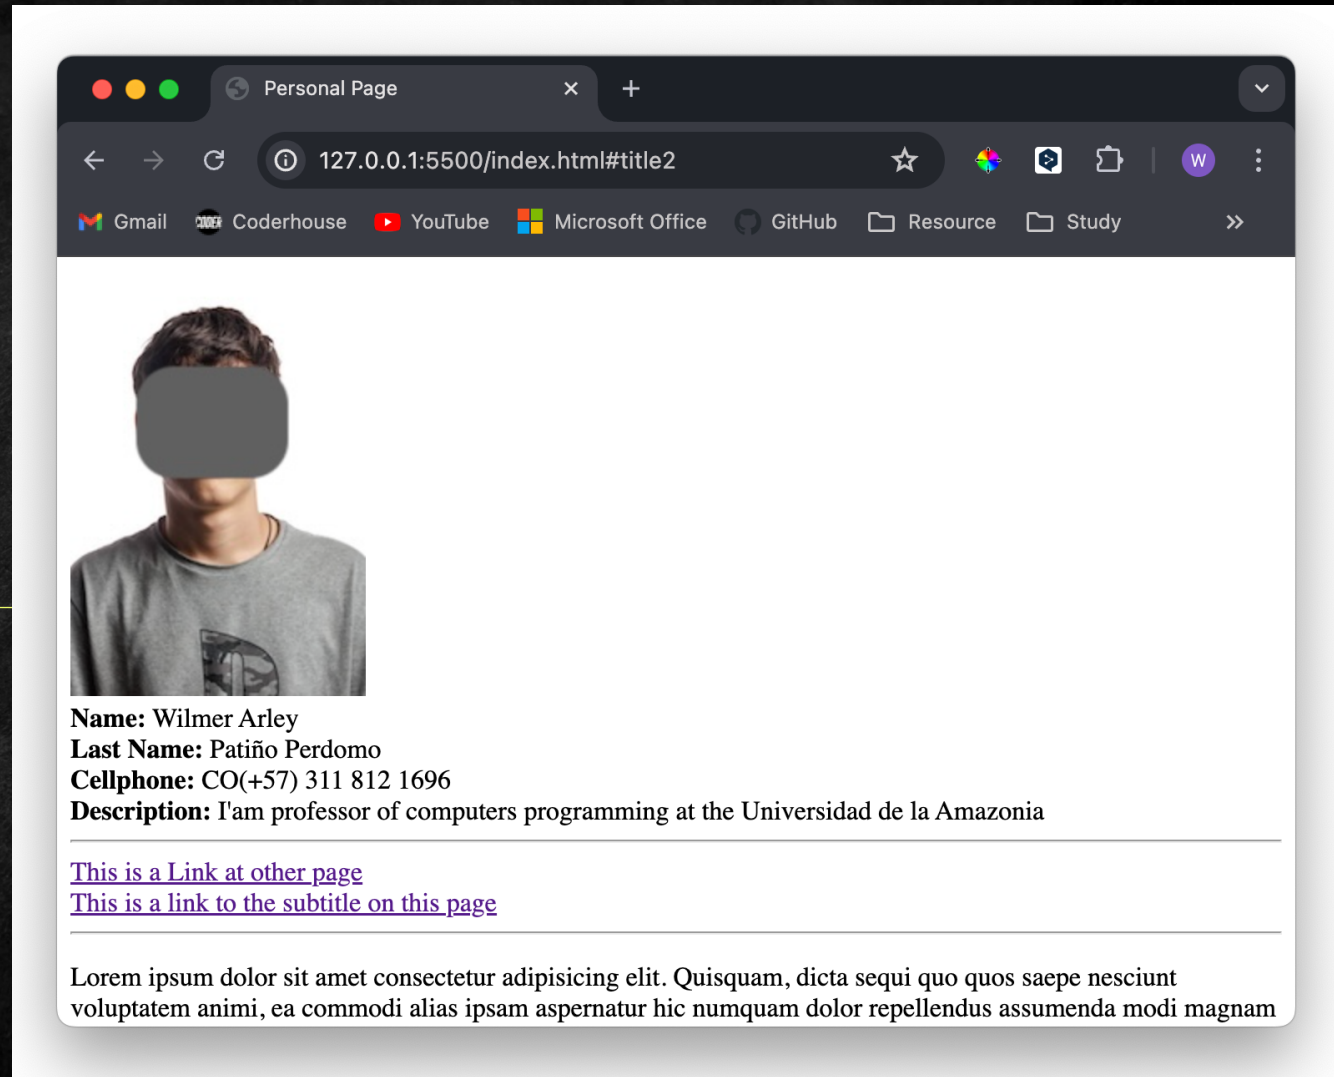 Personal Page
127.0.0.1:5500/index.html#title2
W
Gmail CODER Coderhouse YouTube Microsoft Office GitHub Resource Study
Name: Wilmer Arley
Last Name: Patiño Perdomo
Cellphone: CO(+57) 311 812 1696
Description: I'am professor of computers programming at the Universidad de la Amazonia
This is a Link at other page
This is a link to the subtitle on this page
Lorem ipsum dolor sit amet consectetur adipisicing elit. Quisquam, dicta sequi quo quos saepe nesciunt
voluptatem animi, ea commodi alias ipsam aspernatur hic numquam dolor repellendus assumenda modi magnam